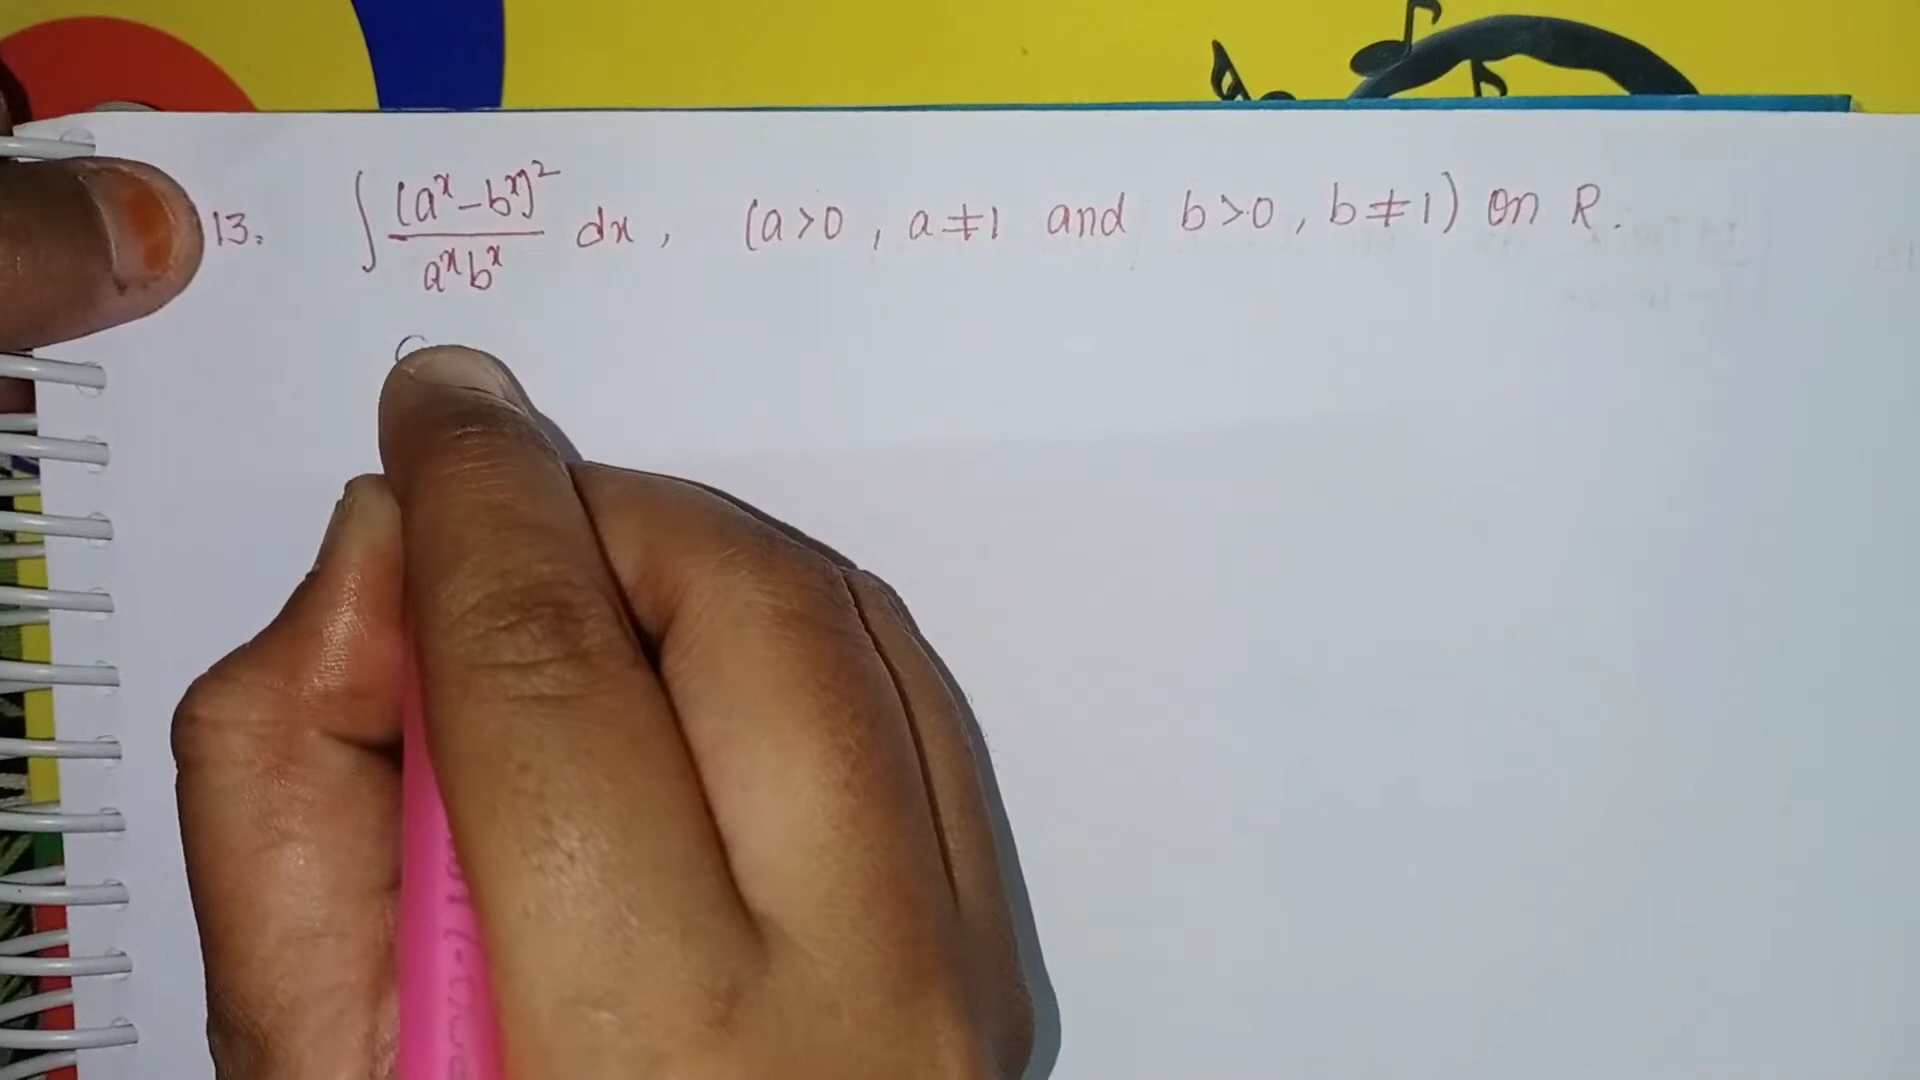 13. ∫ (a^x - b^x)^2 / a^x b^x dx, (a>0, a≠1 and b>0, b≠1) on R.